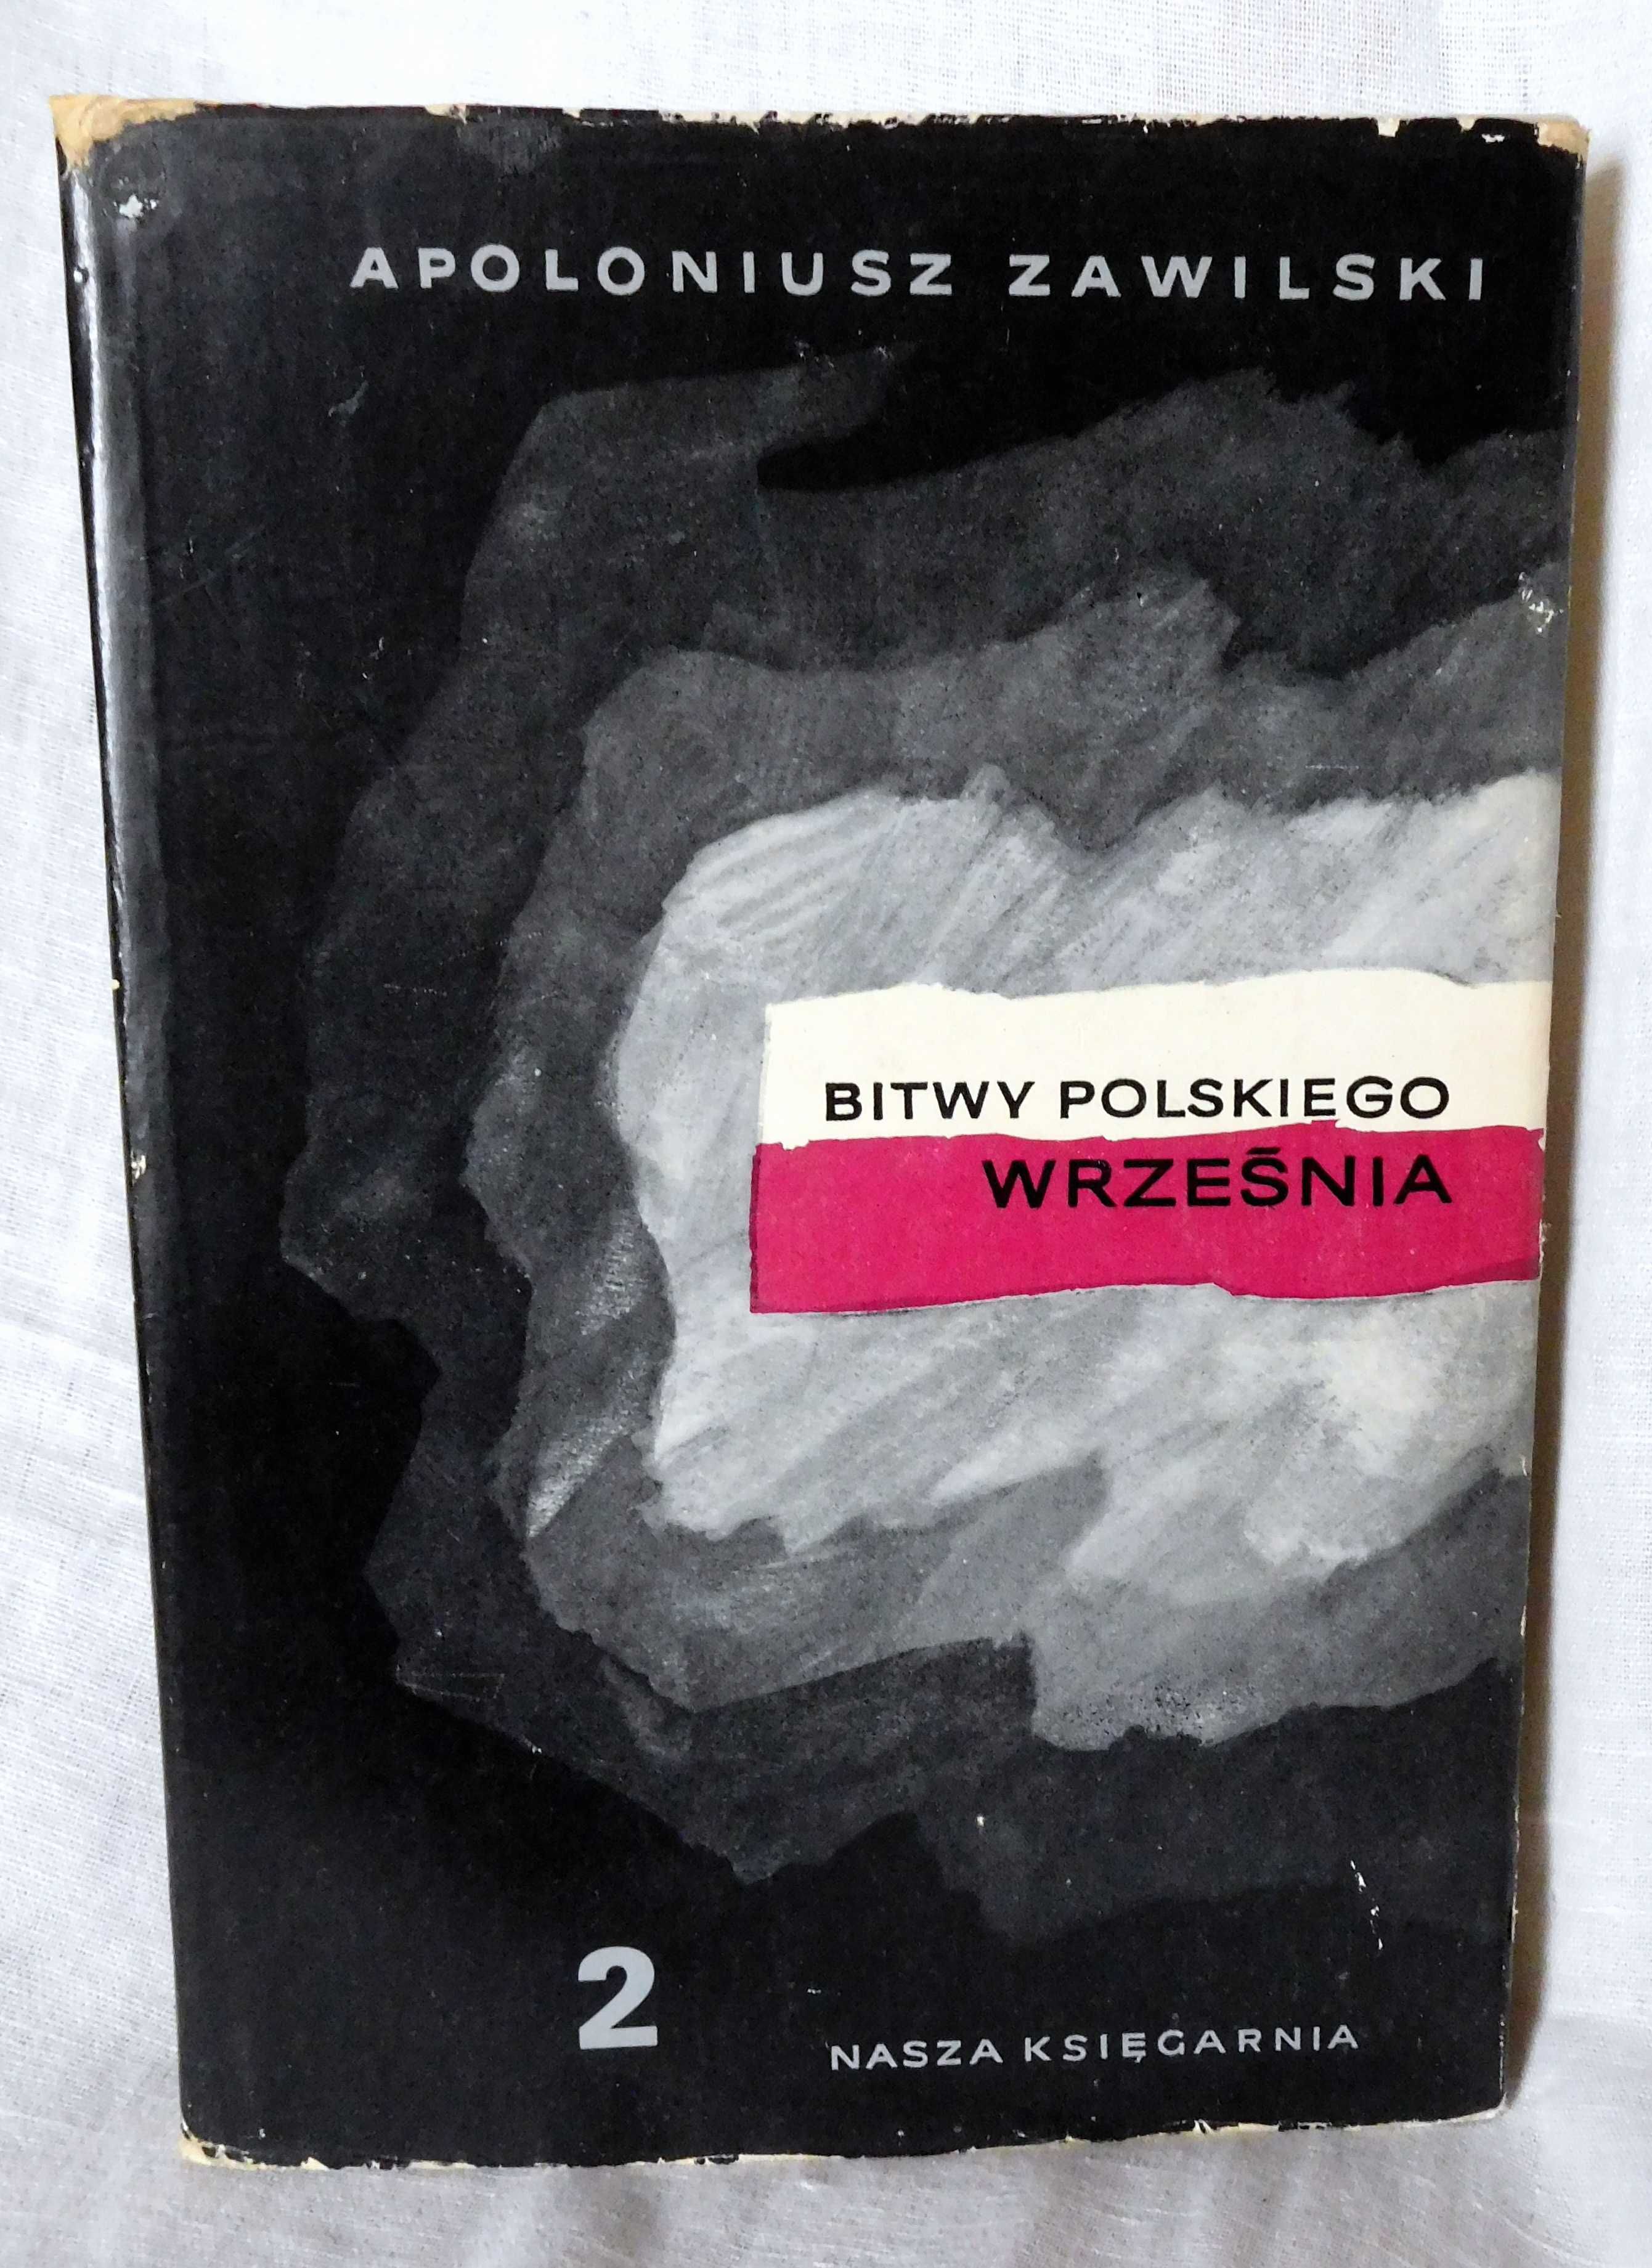 APOLONIUSZ ZAWILSKI
BITWY POLSKIEGO
WRZEŚNIA
2
NASZA KSIĘGARNIA